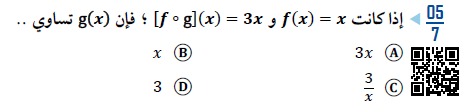 05/7 إذا كانت f(x) = x و [f ∘ g](x) = 3x ؛ فإن g(x) تساوي ..
3x (A) x (B)
3/x (C) 3 (D)